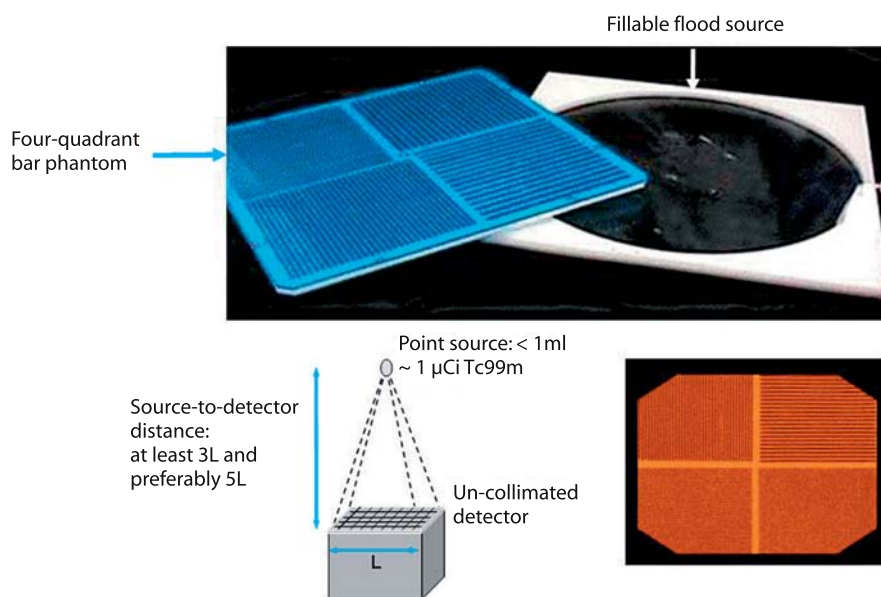 Fillable flood source
Four-quadrant
bar phantom
Point source: < 1ml
~ 1 μCi Tc99m
Source-to-detector
distance:
at least 3L and
preferably 5L
Un-collimated
detector
L